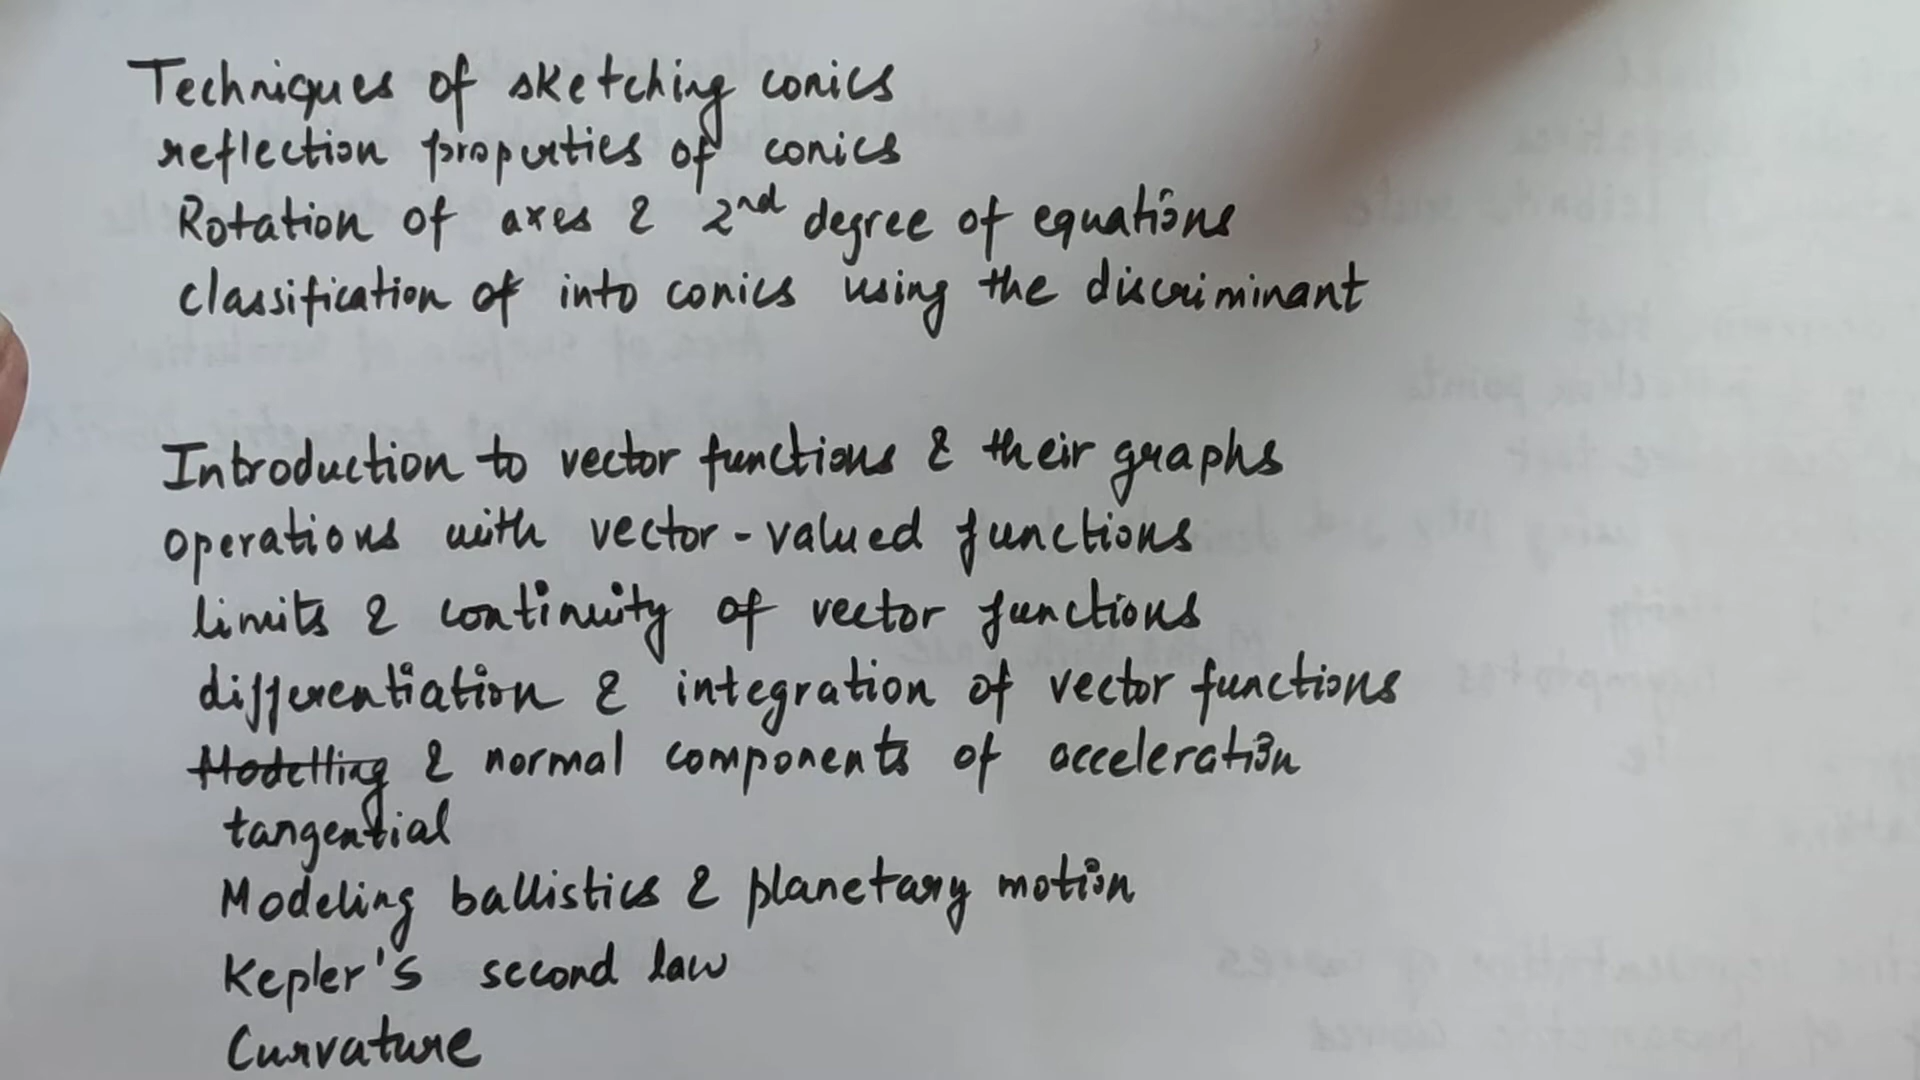 Techniques of sketching conics
reflection properties of conics
Rotation of axes & 2nd degree of equations
classification of into conics using the discriminant
Introduction to vector functions & their graphs
operations with vector-valued functions
limits & continuity of vector functions
differentiation & integration of vector functions
Modelling & normal components of acceleration
tangential
Modeling ballistics & planetary motion
Kepler's second law
Curvature